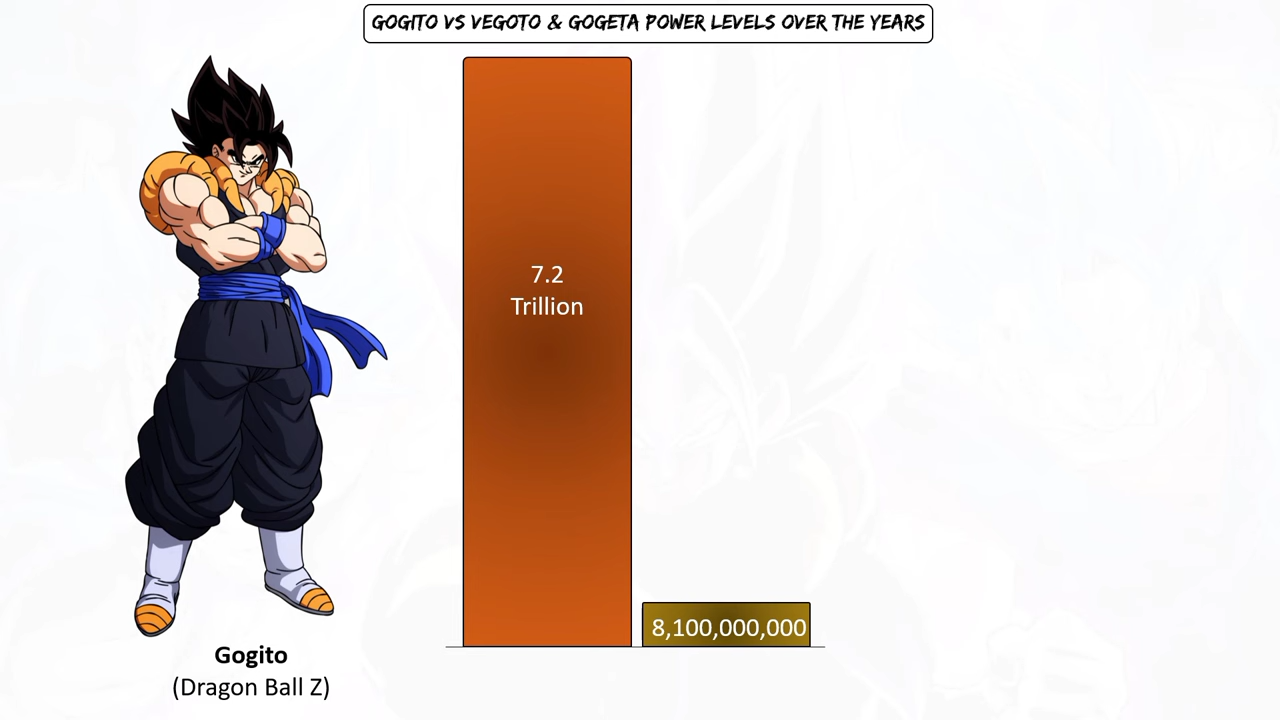 GOGITO VS VEGOTO & GOGETA POWER LEVELS OVER THE YEARS
7.2
Trillion
8,100,000,000
Gogito
(Dragon Ball Z)